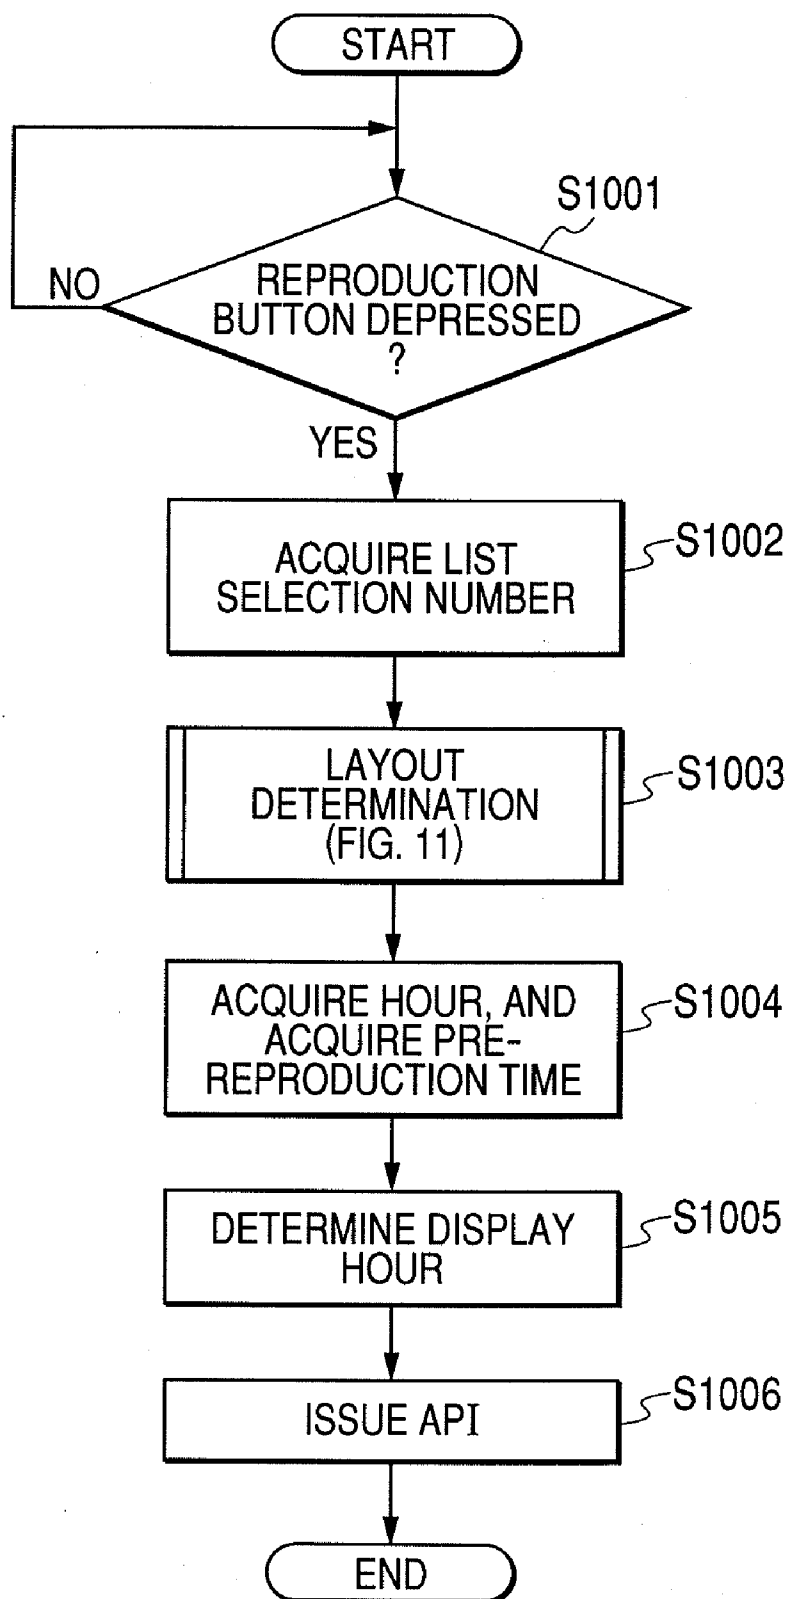 START
S1001
REPRODUCTION
BUTTON DEPRESSED
?
NO
YES
ACQUIRE LIST
SELECTION NUMBER
S1002
LAYOUT
DETERMINATION
(FIG. 11)
S1003
ACQUIRE HOUR, AND
ACQUIRE PRE-
REPRODUCTION TIME
S1004
DETERMINE DISPLAY
HOUR
S1005
ISSUE API
S1006
END